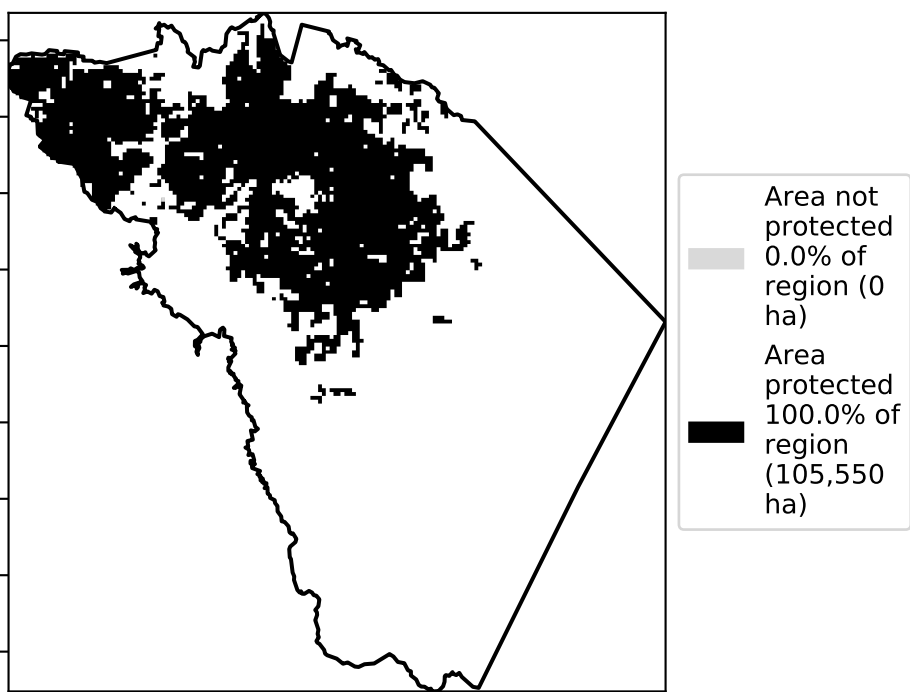 Area not
protected
0.0% of
region (0
ha)
Area
protected
100.0% of
region
(105,550
ha)